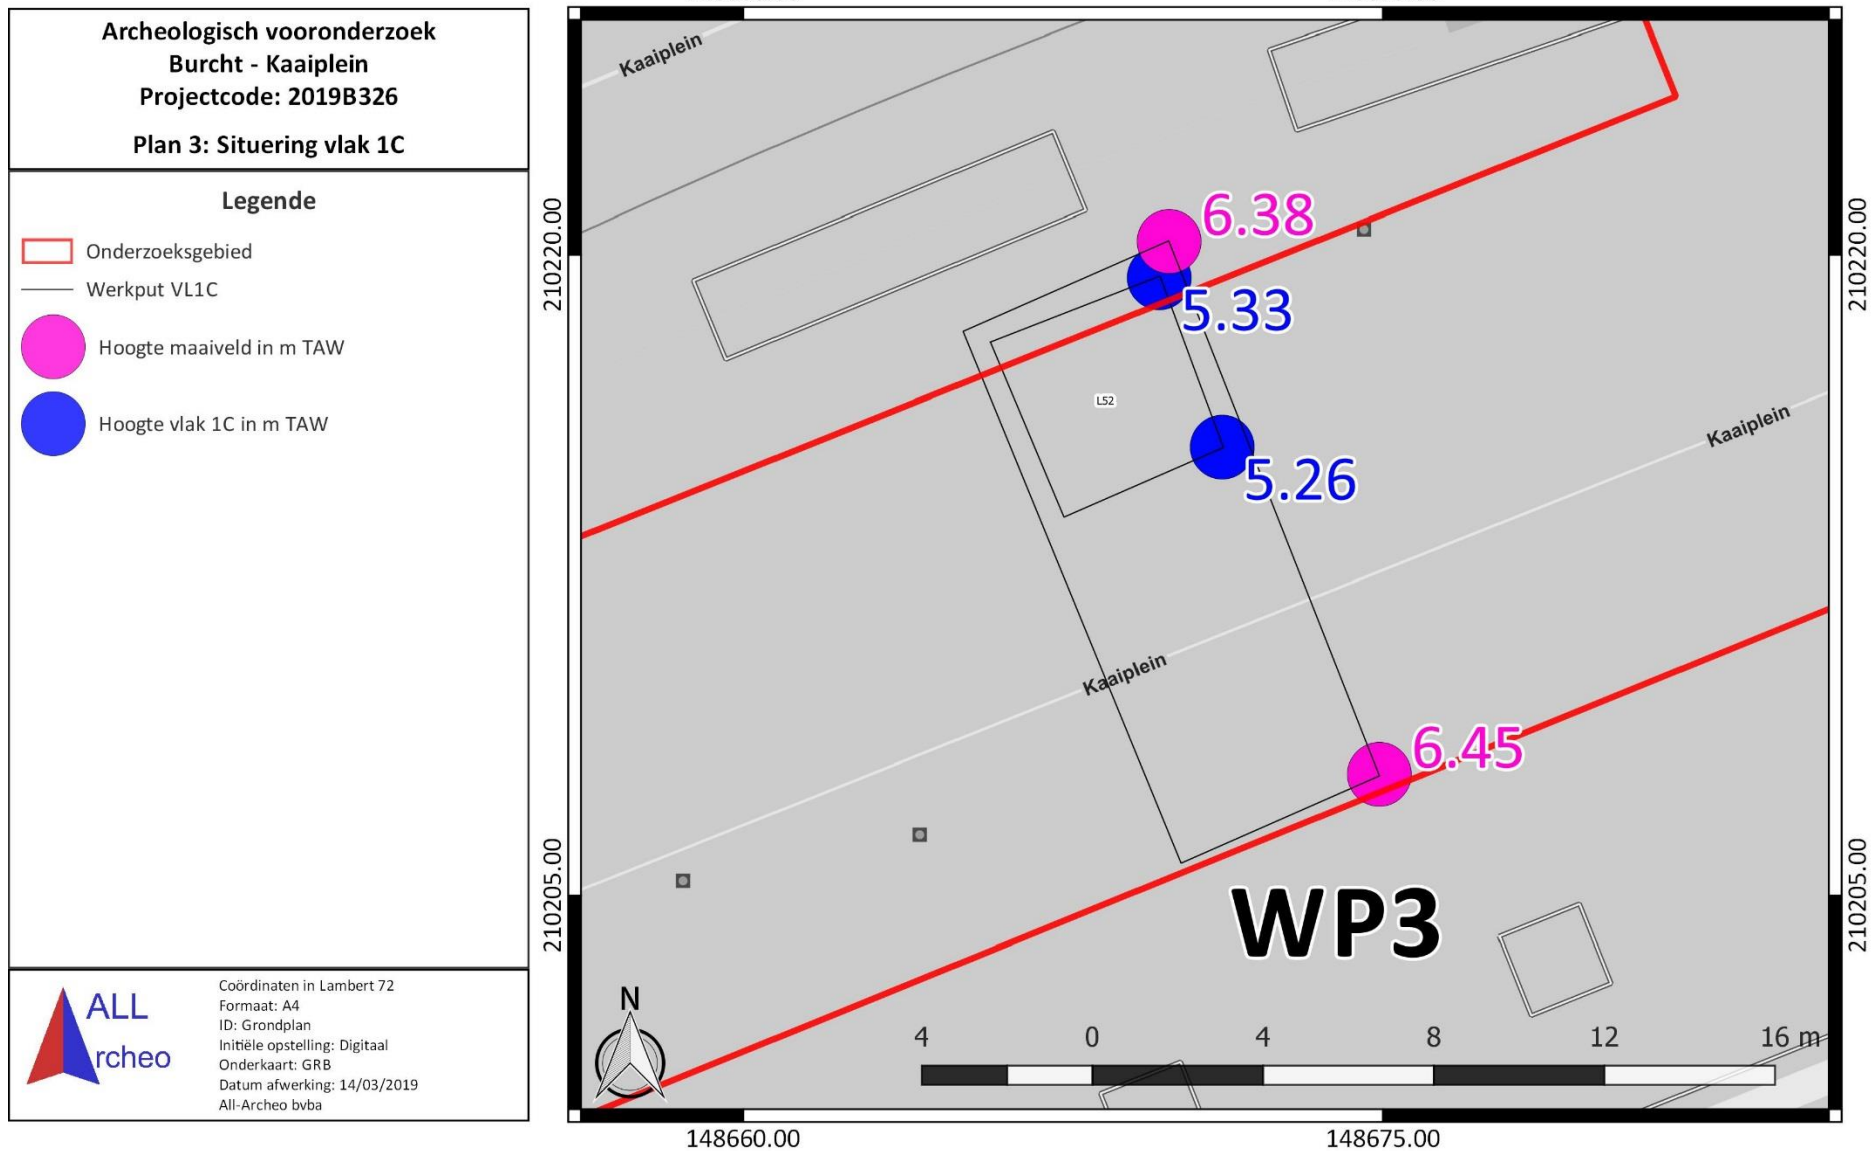 Archeologisch vooronderzoek
Burcht - Kaaiplein
Projectcode: 2019B326
Plan 3: Situering vlak 1C
Legende
Onderzoeksgebied
Werkput VL1C
Hoogte maaiveld in m TAW
Hoogte vlak 1C in m TAW
ALL
rcheo
Coördinaten in Lambert 72
Formaat: A4
ID: Grondplan
Initiële opstelling: Digitaal
Onderkaart: GRB
Datum afwerking: 14/03/2019
All-Archeo bvba
Kaaiplein
6.38
210220.00
210220.00
5.33
L52
Kaaiplein
5.26
Kaaiplein
6.45
210205.00
210205.00
WP3
N
4 0 4 8 12 16 m
148660.00 148675.00